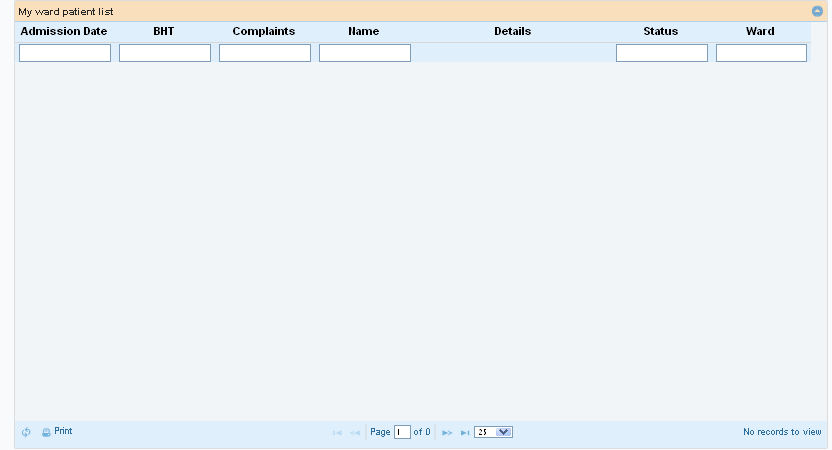 My ward patient list
Admission Date BHT Complaints Name Details Status Ward
Print Page 1 of 0 25 No records to view